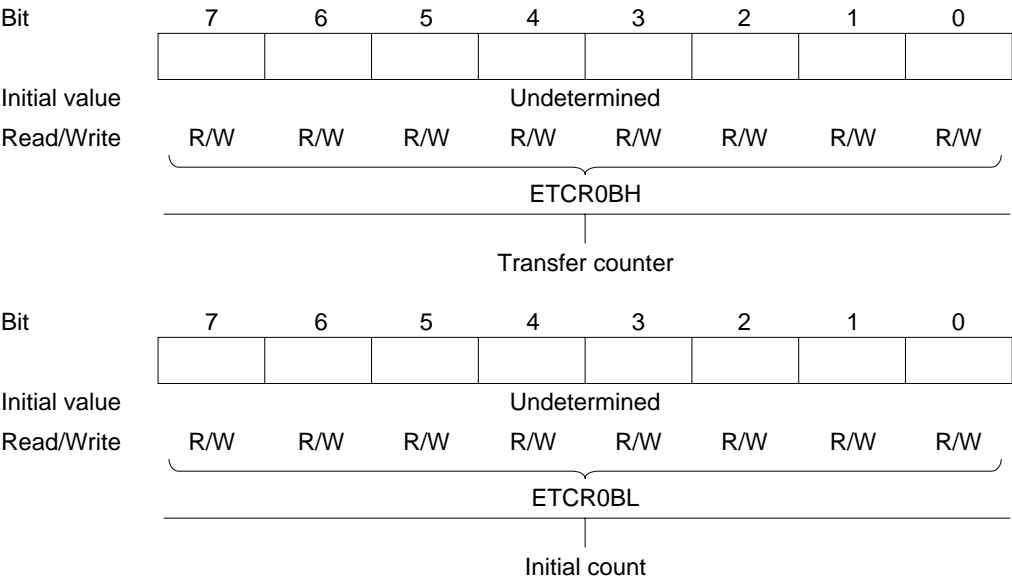 Bit 7 6 5 4 3 2 1 0
Initial value Undetermined
Read/Write R/W R/W R/W R/W R/W R/W R/W R/W
ETCR0BH
Transfer counter
Bit 7 6 5 4 3 2 1 0
Initial value Undetermined
Read/Write R/W R/W R/W R/W R/W R/W R/W R/W
ETCR0BL
Initial count